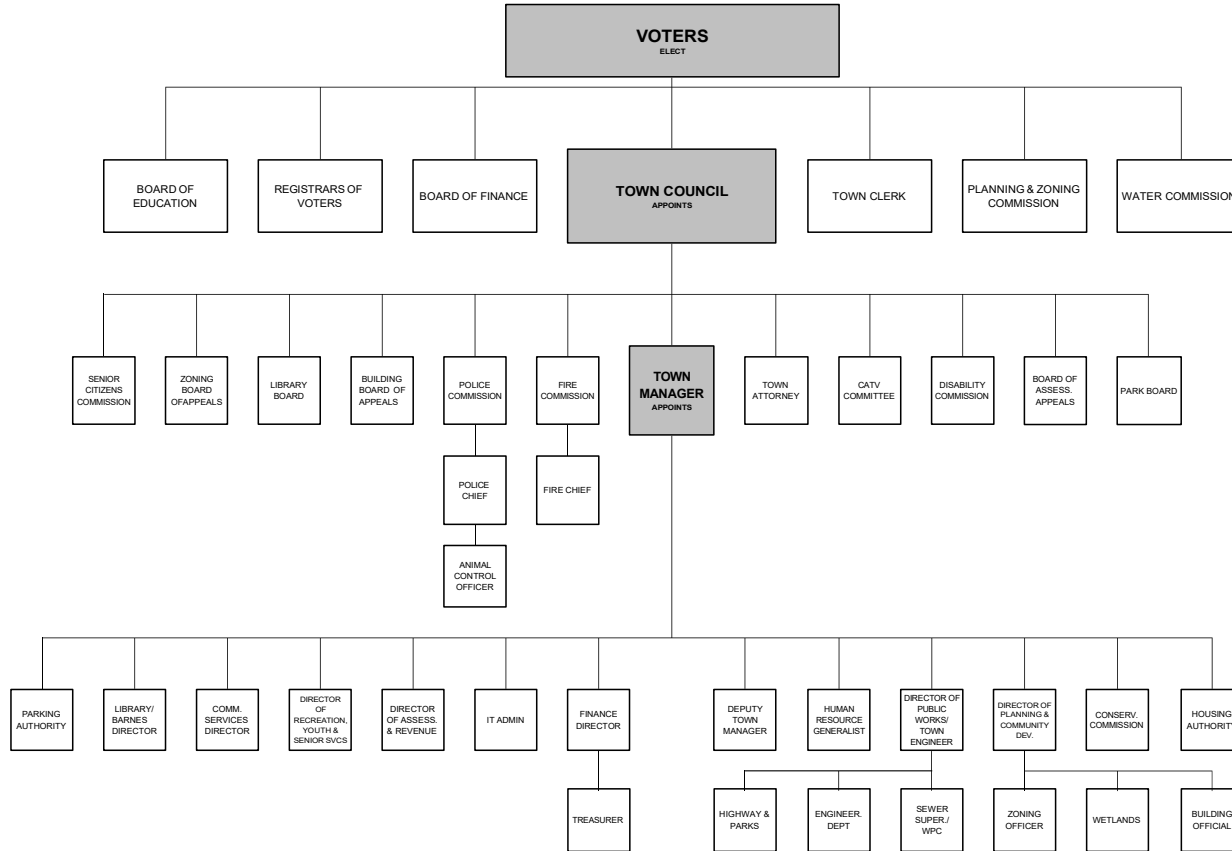 VOTERS
ELECT
BOARD OF
EDUCATION
REGISTRARS OF
VOTERS
BOARD OF FINANCE
TOWN COUNCIL
APPOINTS
TOWN CLERK
PLANNING & ZONING
COMMISSION
WATER COMMISSION
SENIOR
CITIZENS
COMMISSION
ZONING
BOARD
OFAPPEALS
LIBRARY
BOARD
BUILDING
BOARD OF
APPEALS
POLICE
COMMISSION
FIRE
COMMISSION
TOWN
MANAGER
APPOINTS
TOWN
ATTORNEY
CATV
COMMITTEE
DISABILITY
COMMISSION
BOARD OF
ASSESS.
APPEALS
PARK BOARD
POLICE
CHIEF
FIRE CHIEF
ANIMAL
CONTROL
OFFICER
PARKING
AUTHORITY
LIBRARY/
BARNES
DIRECTOR
COMM.
SERVICES
DIRECTOR
DIRECTOR
OF
RECREATION,
YOUTH &
SENIOR SVCS
DIRECTOR
OF ASSESS.
& REVENUE
IT ADMIN
FINANCE
DIRECTOR
DEPUTY
TOWN
MANAGER
HUMAN
RESOURCE
GENERALIST
DIRECTOR OF
PUBLIC
WORKS/
TOWN
ENGINEER
DIRECTOR OF
PLANNING &
COMMUNITY
DEV.
CONSERV.
COMMISSION
HOUSING
AUTHORITY
TREASURER
HIGHWAY &
PARKS
ENGINEER.
DEPT
SEWER
SUPER./
WPC
ZONING
OFFICER
WETLANDS
BUILDING
OFFICIAL